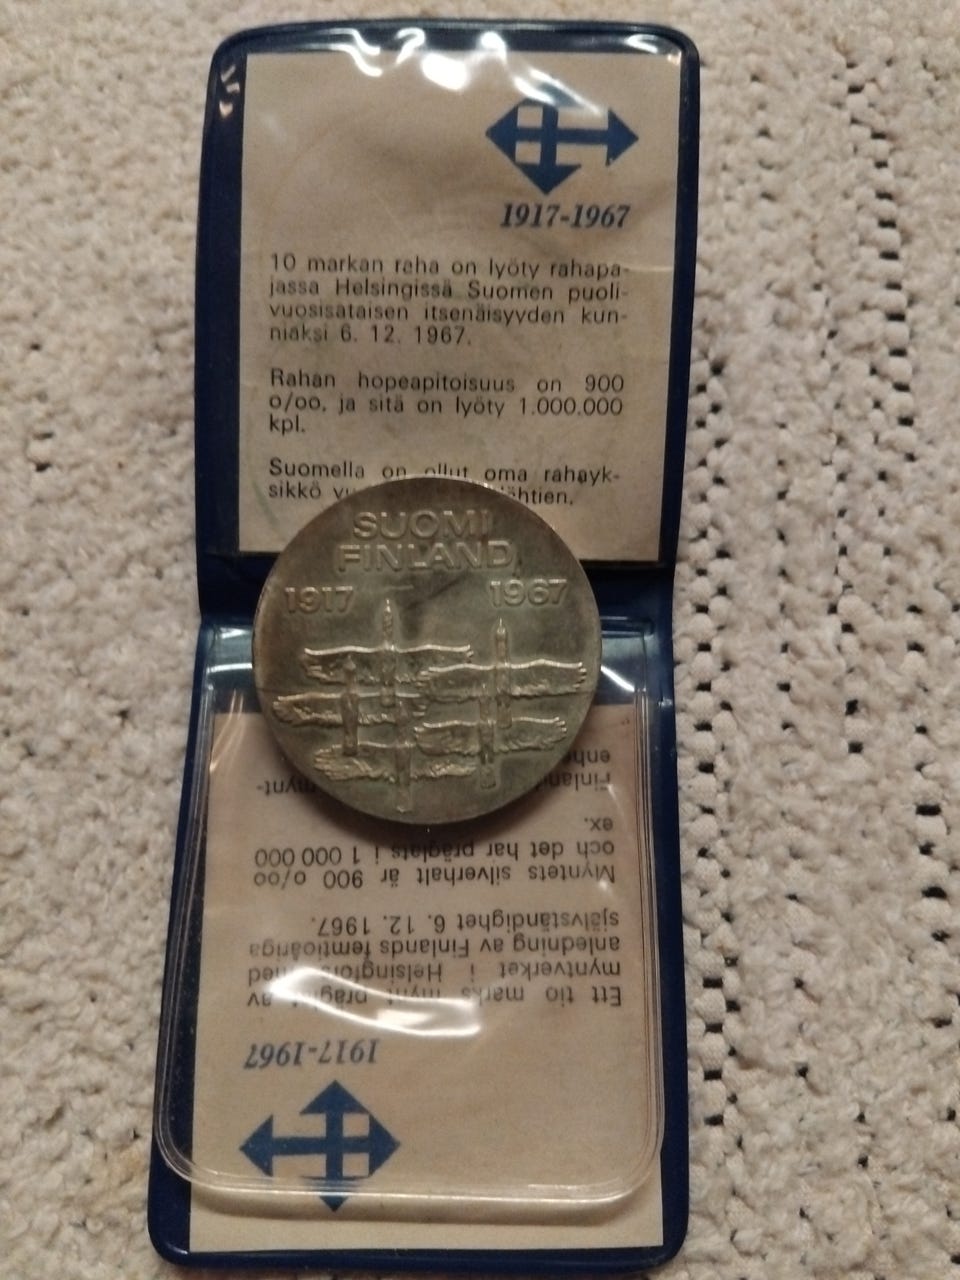 1917-1967
10 markan raha on lyöty rahapa-
jassa Helsingissä Suomen puoli-
vuosisataisen itsenäisyyden kun-
niaksi 6. 12. 1967.
Rahan hopeapitoisuus on 900
o/oo, ja sitä on lyöty 1.000.000
kpl.
Suomella on ollut oma rahayk-
sikkö
SUOMI
FINLAND
1917 1967
1917-1967
Ett tio marks mynt präglat av
myntverket i Helsingfors med
anledning av Finlands femtioåriga
självständighet 6. 12. 1967.
Myntets silverhalt är 900 o/oo
och det har präglats i 1 000 000
ex.